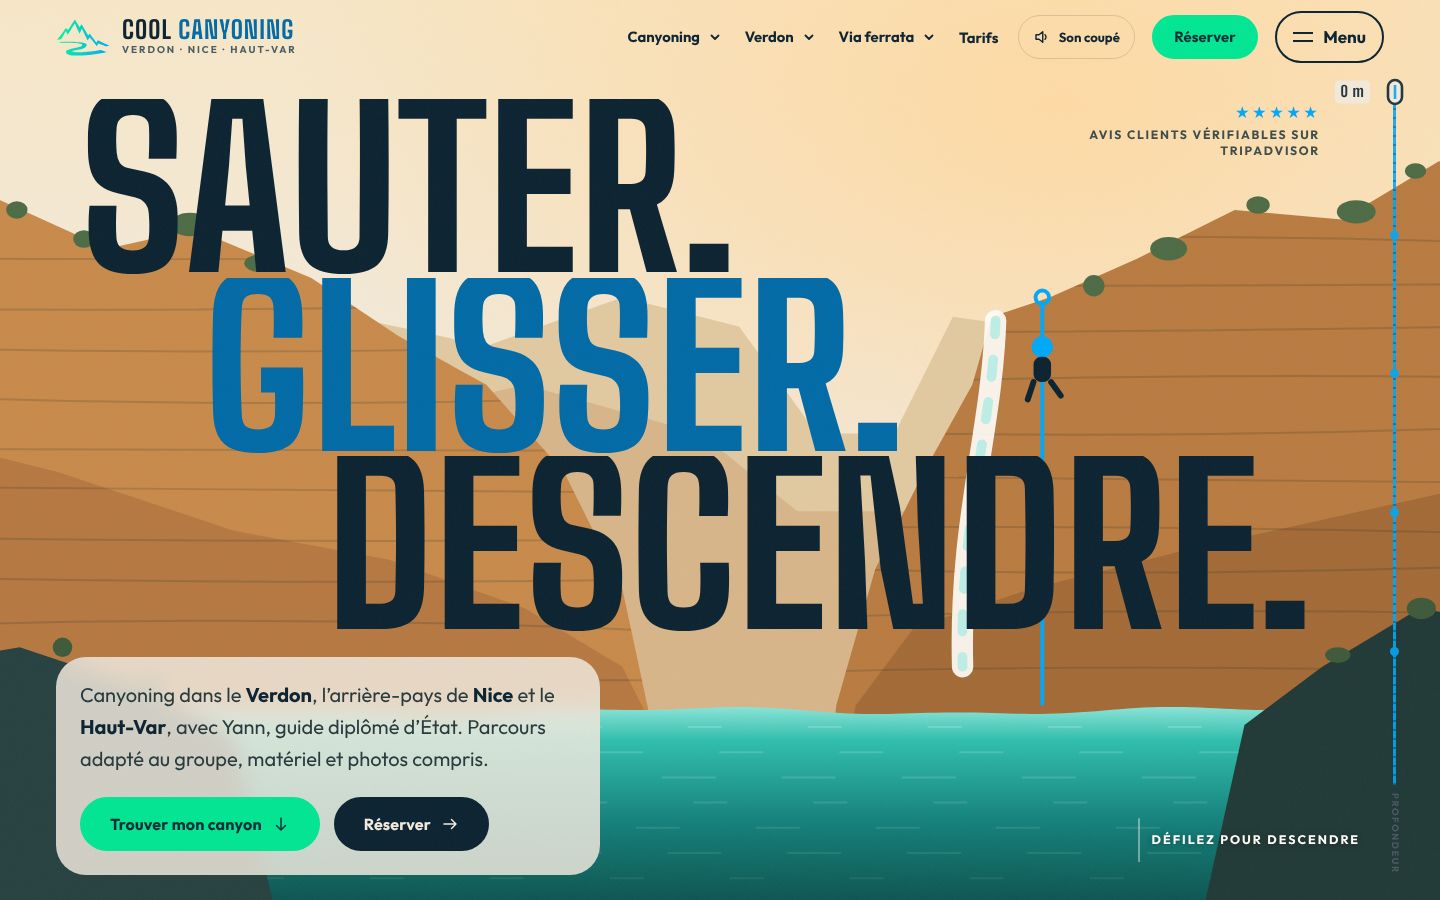 COOL CANYONING
VERDON · NICE · HAUT-VAR
Canyoning
Verdon
Via ferrata
Tarifs
Son coupé
Réserver
Menu
0 m
★★★★★
AVIS CLIENTS VÉRIFIABLES SUR
TRIPADVISOR
SAUTER.
GLISSER.
DESCENDRE.
Canyoning dans le Verdon, l’arrière-pays de Nice et le
Haut-Var, avec Yann, guide diplômé d’État. Parcours
adapté au groupe, matériel et photos compris.
Trouver mon canyon ↓
Réserver →
DÉFILEZ POUR DESCENDRE
PROFONDEUR